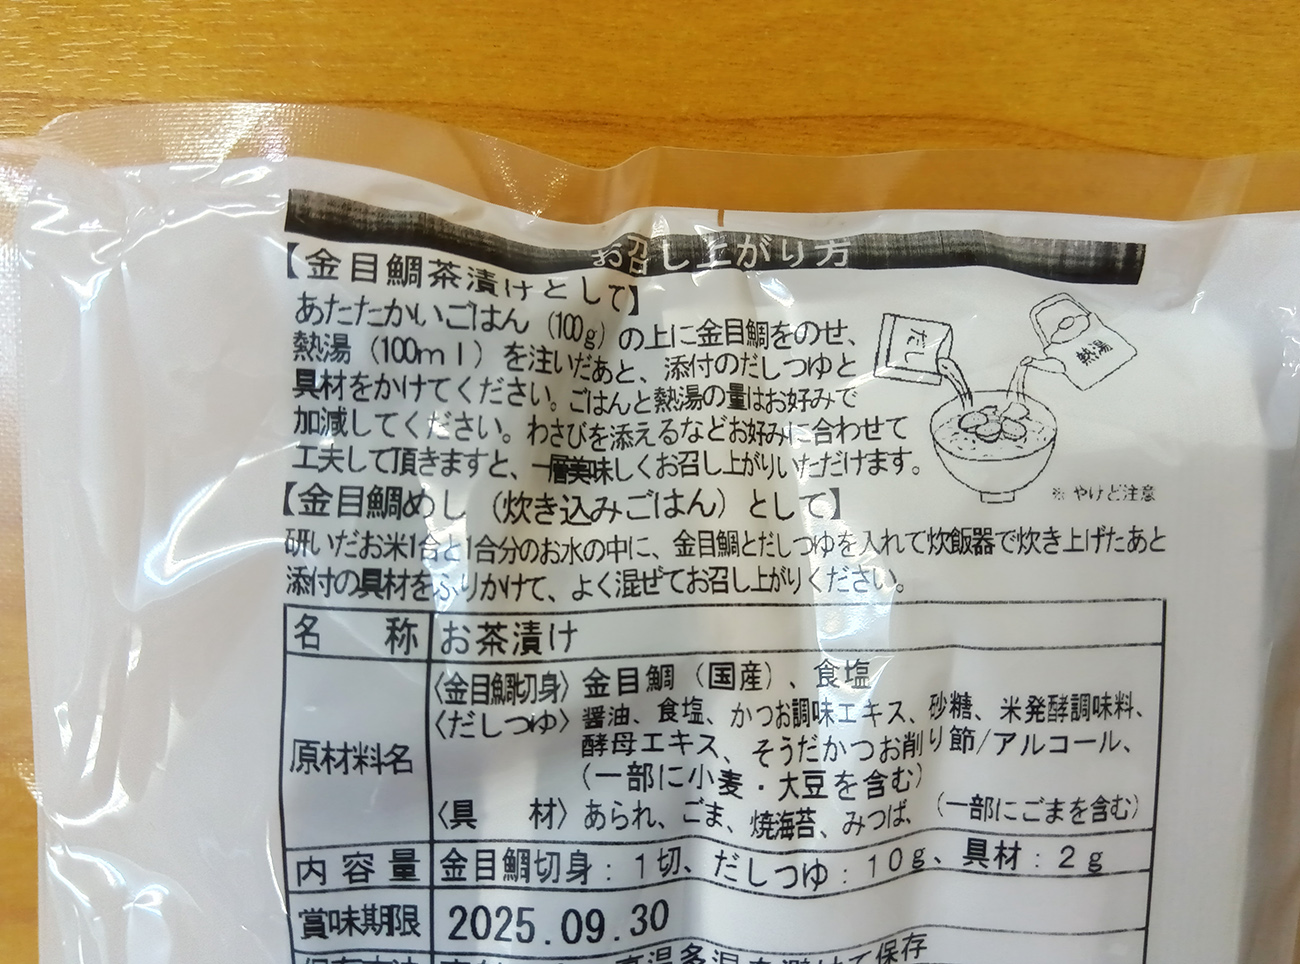 お召し上がり方
【金目鯛茶漬けとして】
あたたかいごはん（100g）の上に金目鯛をのせ、
熱湯（100ml）を注いだあと、添付のだしつゆと
具材をかけてください。ごはんと熱湯の量はお好みで
加減してください。わさびを添えるなどお好みに合わせて
工夫して頂きますと、一層美味しくお召し上がりいただけます。
だし
熱湯
※やけど注意
【金目鯛めし（炊き込みごはん）として】
研いだお米1合と1合分のお水の中に、金目鯛とだしつゆを入れて炊飯器で炊き上げたあと
添付の具材をふりかけて、よく混ぜてお召し上がりください。
名　　称 お茶漬け
原材料名
〈金目鯛切身〉金目鯛（国産）、食塩
〈だしつゆ〉醤油、食塩、かつお調味エキス、砂糖、米発酵調味料、
酵母エキス、そうだかつお削り節/アルコール、
（一部に小麦・大豆を含む）
〈具　　材〉あられ、ごま、焼海苔、みつば、（一部にごまを含む）
内容量 金目鯛切身：1切、だしつゆ：10g、具材：2g
賞味期限 2025.09.30
高温多湿を避けて保存